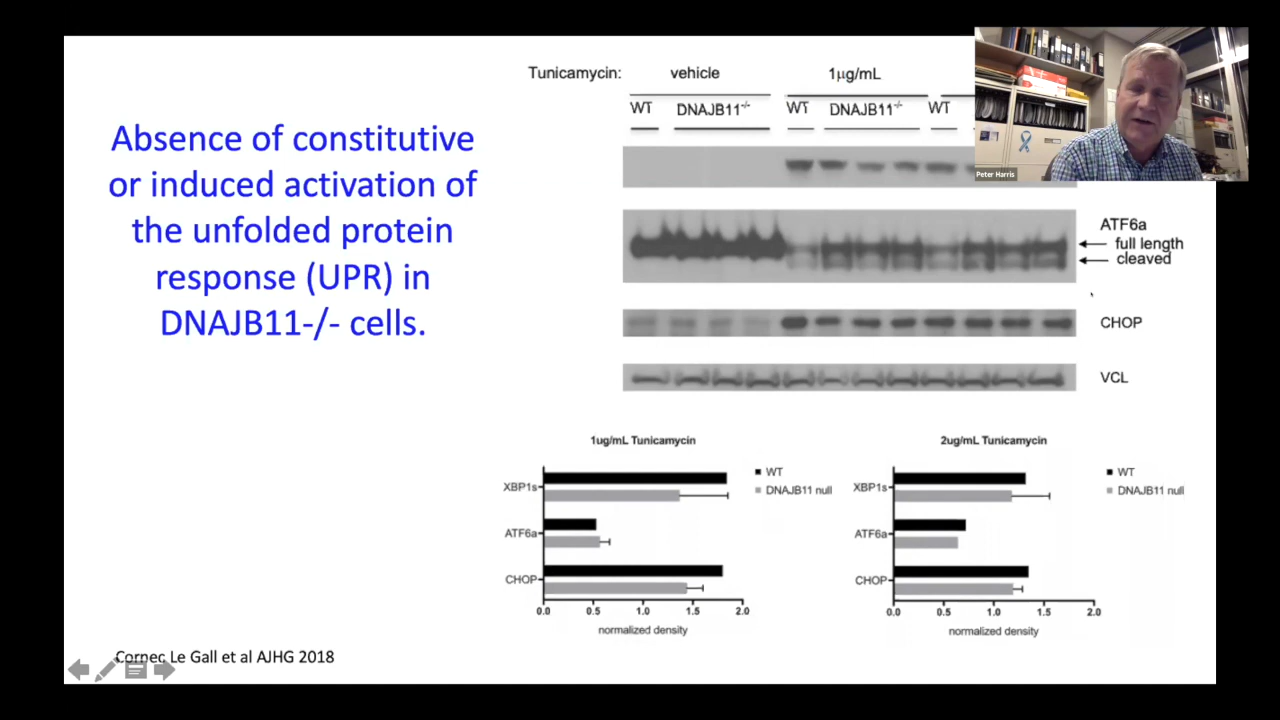 Absence of constitutive
or induced activation of
the unfolded protein
response (UPR) in
DNAJB11-/- cells.
Tunicamycin: vehicle 1μg/mL
WT DNAJB11-/- WT DNAJB11-/- WT
Peter Harris
ATF6a
full length
cleaved
CHOP
VCL
1ug/mL Tunicamycin
WT
DNAJB11 null
XBP1s
ATF6a
CHOP
0.0 0.5 1.0 1.5 2.0
normalized density
2ug/mL Tunicamycin
WT
DNAJB11 null
XBP1s
ATF6a
CHOP
0.0 0.5 1.0 1.5 2.0
normalized density
Cornec Le Gall et al AJHG 2018